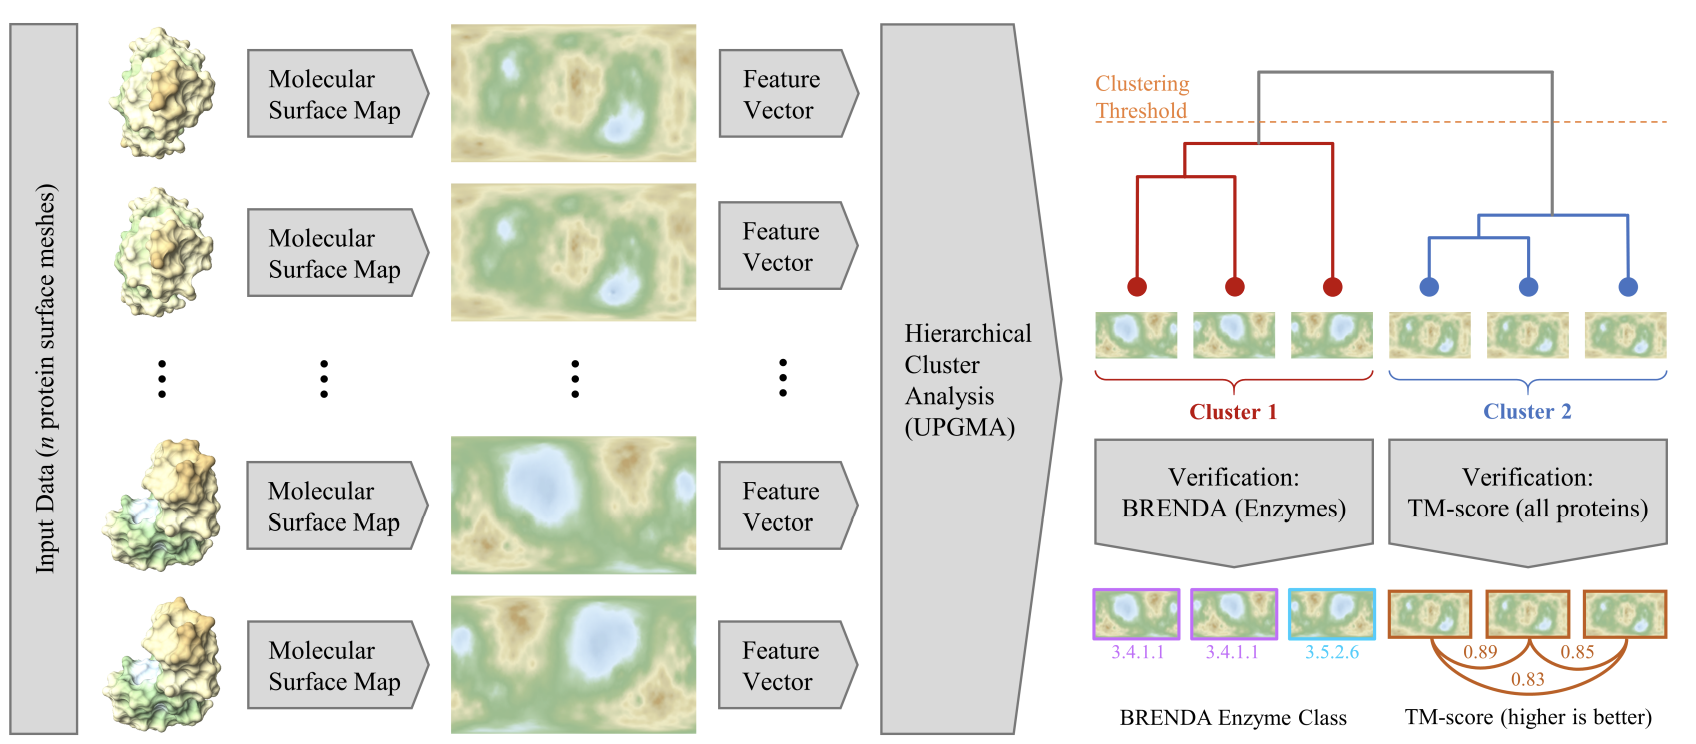 Input Data (n protein surface meshes)
Molecular
Surface Map
Feature
Vector
Molecular
Surface Map
Feature
Vector
Molecular
Surface Map
Feature
Vector
Molecular
Surface Map
Feature
Vector
Hierarchical
Cluster
Analysis
(UPGMA)
Clustering
Threshold
Cluster 1
Cluster 2
Verification:
BRENDA (Enzymes)
Verification:
TM-score (all proteins)
3.4.1.1
3.4.1.1
3.5.2.6
0.89
0.85
0.83
BRENDA Enzyme Class
TM-score (higher is better)